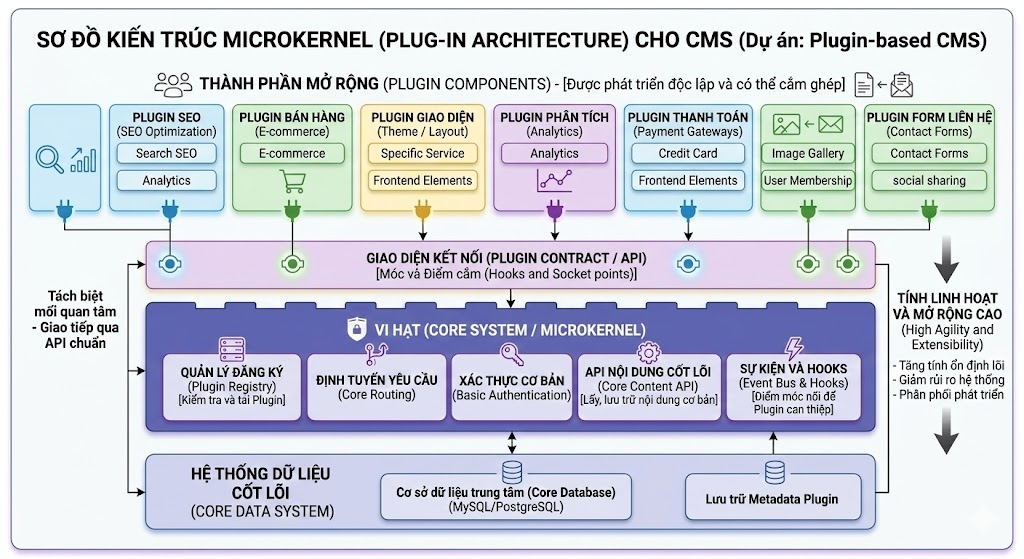 SƠ ĐỒ KIẾN TRÚC MICROKERNEL (PLUG-IN ARCHITECTURE) CHO CMS (Dự án: Plugin-based CMS)
THÀNH PHẦN MỞ RỘNG (PLUGIN COMPONENTS) - [Được phát triển độc lập và có thể cắm ghép]
PLUGIN SEO
(SEO Optimization)
Search SEO
Analytics
PLUGIN BÁN HÀNG
(E-commerce)
E-commerce
PLUGIN GIAO DIỆN
(Theme / Layout)
Specific Service
Frontend Elements
PLUGIN PHÂN TÍCH
(Analytics)
Analytics
PLUGIN THANH TOÁN
(Payment Gateways)
Credit Card
Frontend Elements
Image Gallery
User Membership
PLUGIN FORM LIÊN HỆ
(Contact Forms)
Contact Forms
social sharing
GIAO DIỆN KẾT NỐI (PLUGIN CONTRACT / API)
[Móc vả Điểm cắm (Hooks and Socket points)]
Tách biệt
mối quan tâm
- Giao tiếp qua
API chuẩn
VI HẠT (CORE SYSTEM / MICROKERNEL)
QUẢN LÝ ĐĂNG KÝ
(Plugin Registry)
[Kiểm tra và tai Plugin]
ĐỊNH TUYẾN YÊU CẦU
(Core Routing)
XÁC THỰC CƠ BẢN
(Basic Authentication)
API NỘI DUNG CỐT LÕI
(Core Content API)
[Lấy, lưu trữ nội dung cơ bản]
SỰ KIỆN VÀ HOOKS
(Event Bus & Hooks)
[Điểm móc nối để
Plugin can thiệp]
TÍNH LINH HOẠT
VÀ MỞ RỘNG CAO
(High Agility and
Extensibility)
- Tăng tính ổn định lõi
- Giảm rủi ro hệ thống
- Phân phối phát triển
HỆ THỐNG DỮ LIỆU
CỐT LÕI
(CORE DATA SYSTEM)
Cơ sở dữ liệu trung tâm (Core Database)
(MySQL/PostgreSQL)
Lưu trữ Metadata Plugin